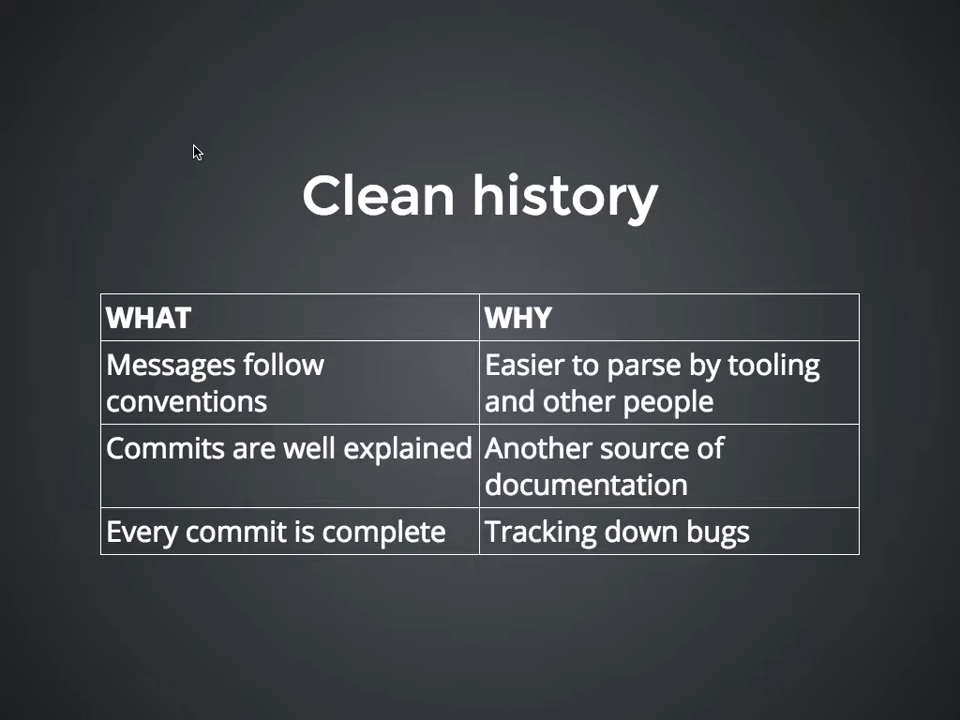 Clean history
WHAT
WHY
Messages follow
conventions
Easier to parse by tooling
and other people
Commits are well explained
Another source of
documentation
Every commit is complete
Tracking down bugs